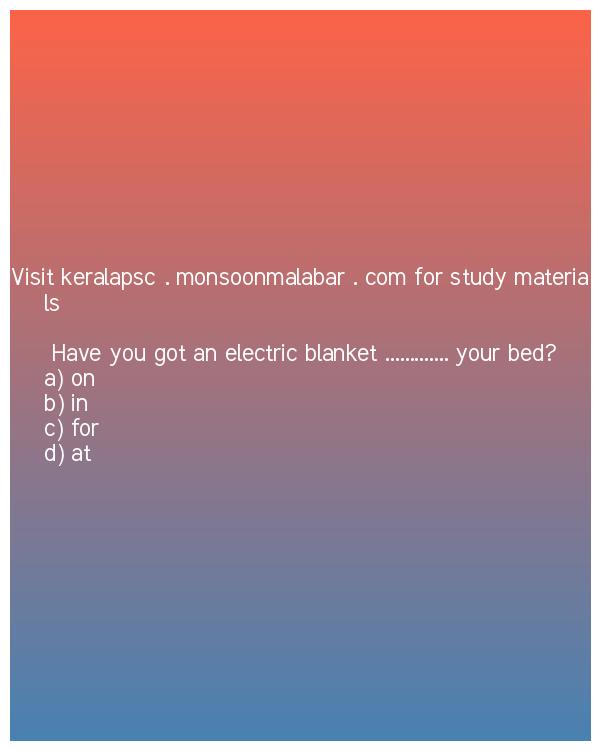 Visit keralapsc . monsoonmalabar . com for study materia
ls
Have you got an electric blanket ............. your bed?
a) on
b) in
c) for
d) at